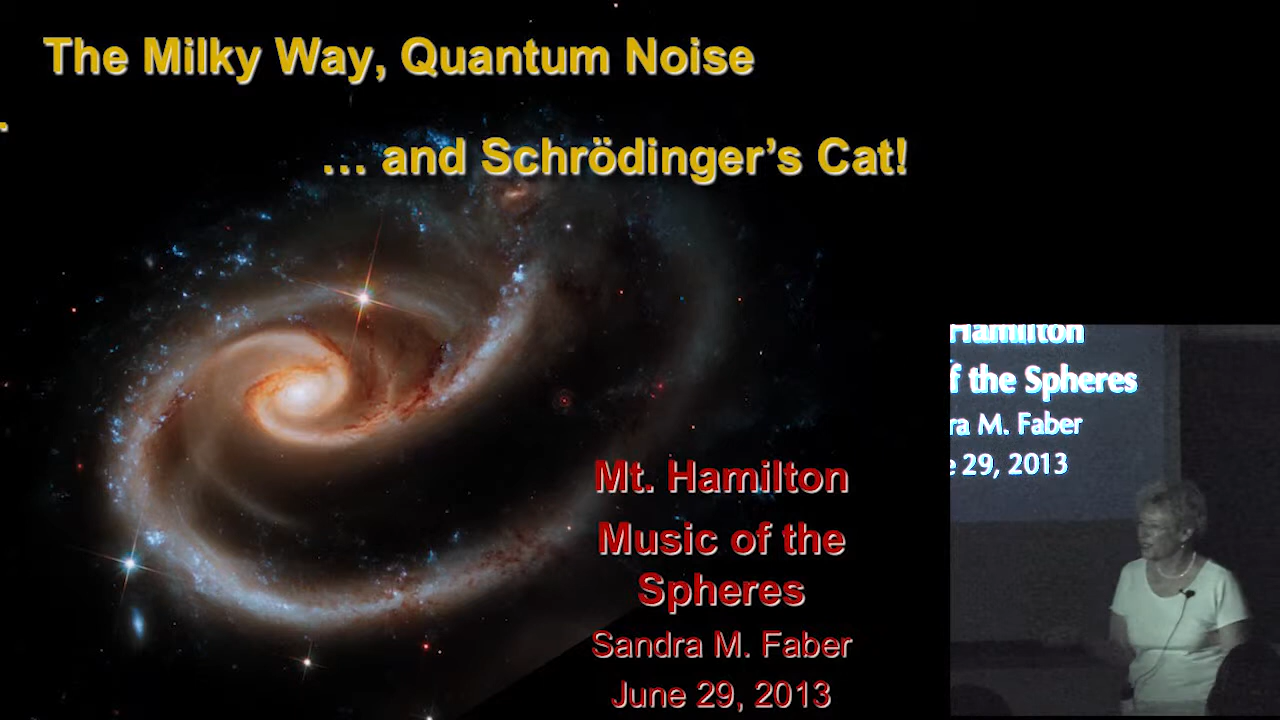 The Milky Way, Quantum Noise
… and Schrödinger’s Cat!
Mt. Hamilton
Music of the
Spheres
Sandra M. Faber
June 29, 2013
Hamilton
f the Spheres
ra M. Faber
e 29, 2013